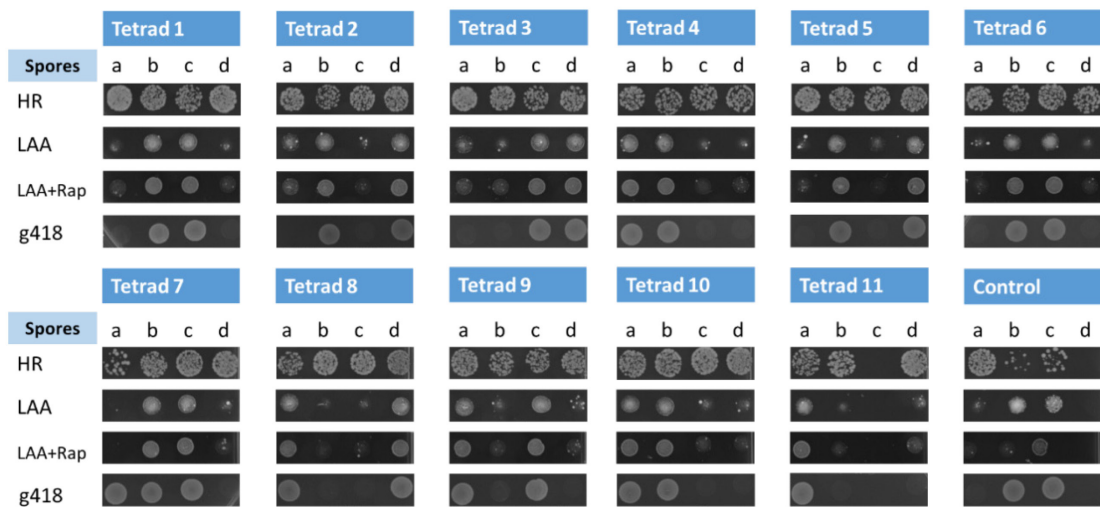 Tetrad 1 Tetrad 2 Tetrad 3 Tetrad 4 Tetrad 5 Tetrad 6
Spores a b c d a b c d a b c d a b c d a b c d a b c d
HR
LAA
LAA+Rap
g418
Tetrad 7 Tetrad 8 Tetrad 9 Tetrad 10 Tetrad 11 Control
Spores a b c d a b c d a b c d a b c d a b c d a b c d
HR
LAA
LAA+Rap
g418